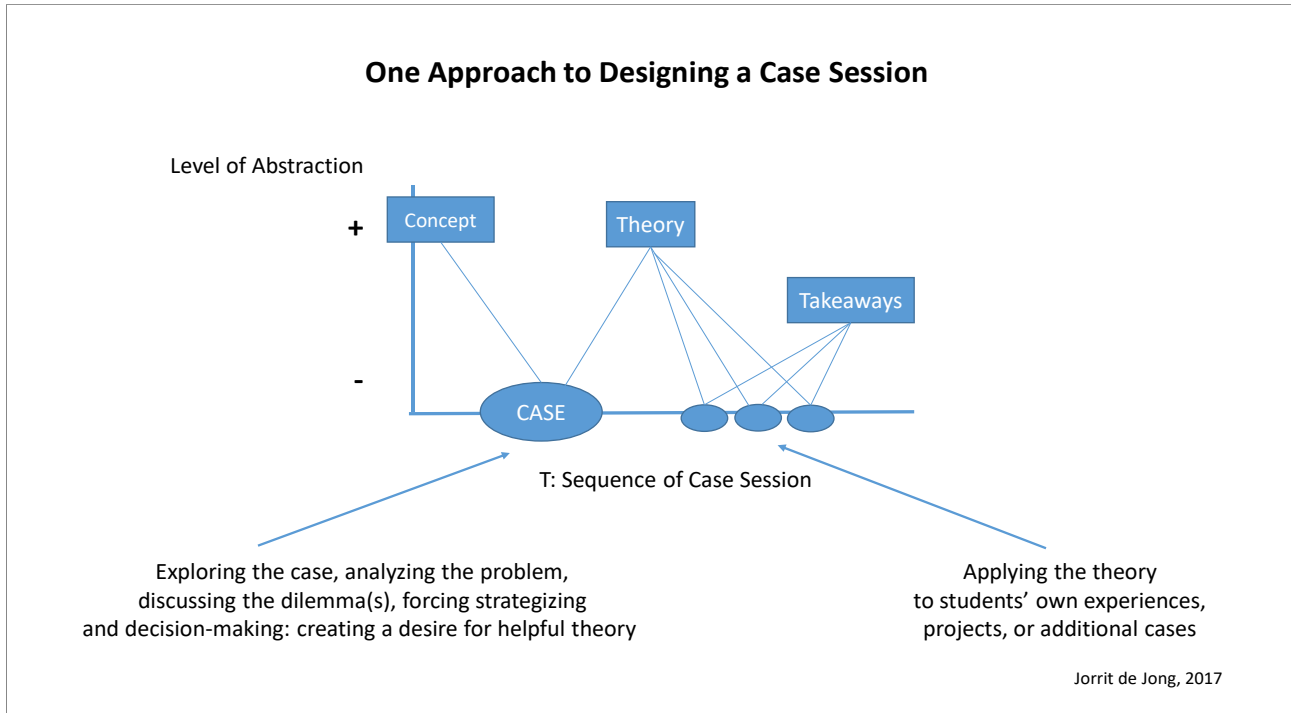 One Approach to Designing a Case Session
Level of Abstraction
+
Concept
Theory
Takeaways
-
CASE
T: Sequence of Case Session
Exploring the case, analyzing the problem,
discussing the dilemma(s), forcing strategizing
and decision-making: creating a desire for helpful theory
Applying the theory
to students’ own experiences,
projects, or additional cases
Jorrit de Jong, 2017